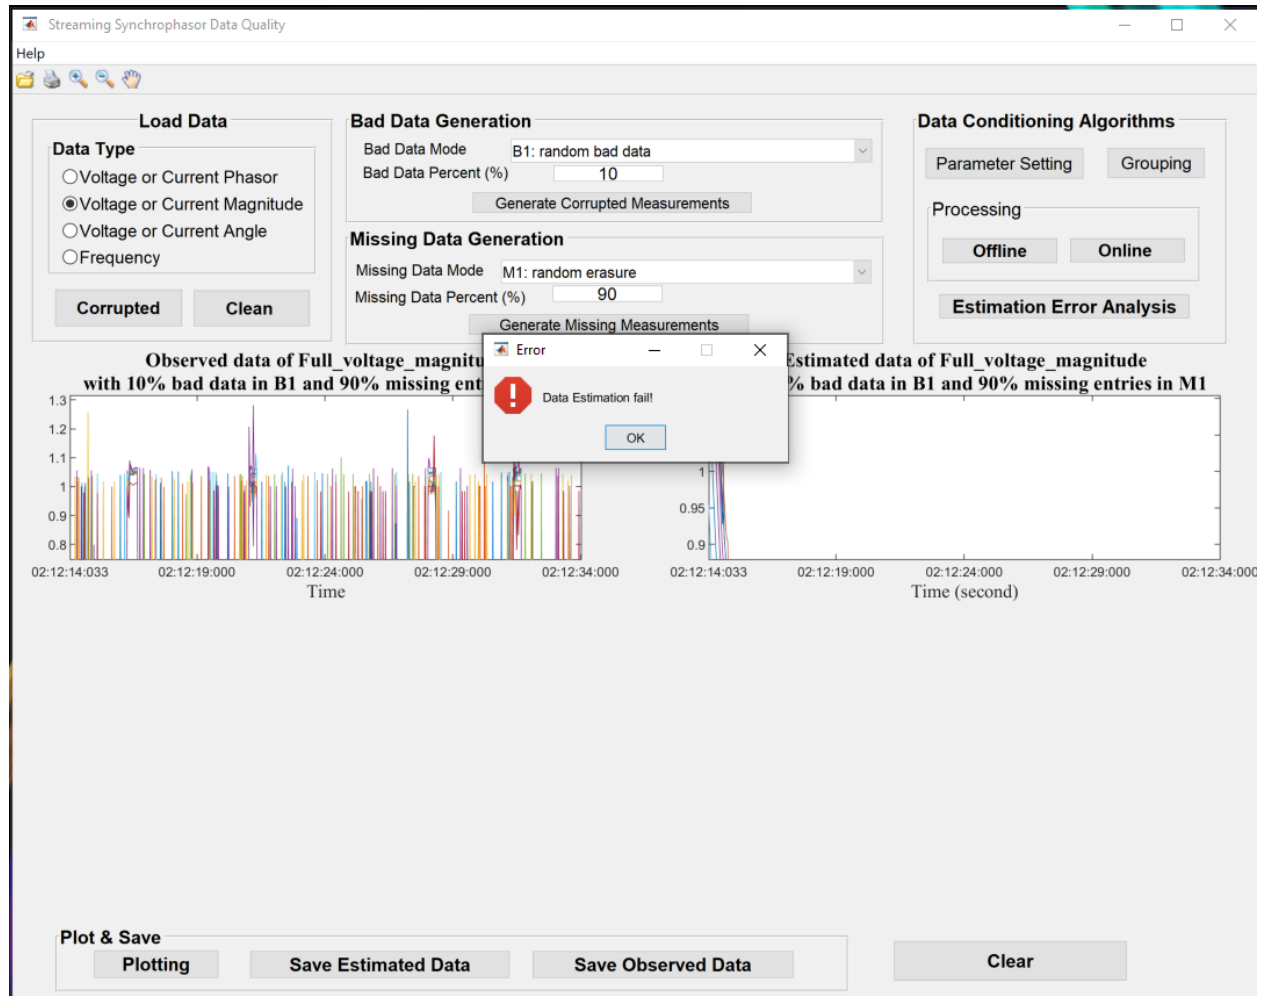 Streaming Synchrophasor Data Quality
Help
Load Data
Data Type
Voltage or Current Phasor
Voltage or Current Magnitude
Voltage or Current Angle
Frequency
Corrupted Clean
Bad Data Generation
Bad Data Mode B1: random bad data
Bad Data Percent (%) 10
Generate Corrupted Measurements
Missing Data Generation
Missing Data Mode M1: random erasure
Missing Data Percent (%) 90
Generate Missing Measurements
Data Conditioning Algorithms
Parameter Setting Grouping
Processing
Offline Online
Estimation Error Analysis
Error
Data Estimation fail!
OK
Observed data of Full_voltage_magnitu
with 10% bad data in B1 and 90% missing ent
1.3
1.2
1.1
1
0.9
0.8
02:12:14:033 02:12:19:000 02:12:24:000 02:12:29:000 02:12:34:000
Time
Estimated data of Full_voltage_magnitude
% bad data in B1 and 90% missing entries in M1
1
0.95
0.9
02:12:14:033 02:12:19:000 02:12:24:000 02:12:29:000 02:12:34:000
Time (second)
Plot & Save
Plotting Save Estimated Data Save Observed Data
Clear